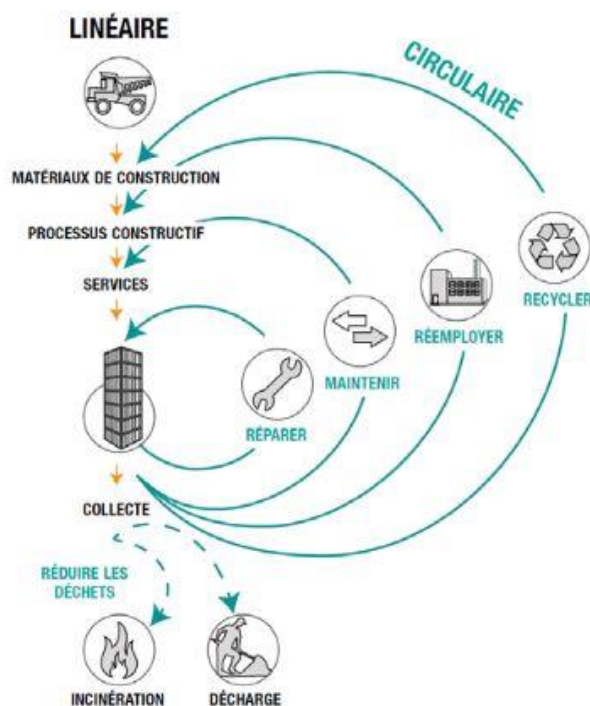 LINÉAIRE
CIRCULAIRE
MATÉRIAUX DE CONSTRUCTION
PROCESSUS CONSTRUCTIF
SERVICES
RECYCLER
RÉEMPLOYER
MAINTENIR
RÉPARER
COLLECTE
RÉDUIRE LES
DÉCHETS
INCINÉRATION
DÉCHARGE